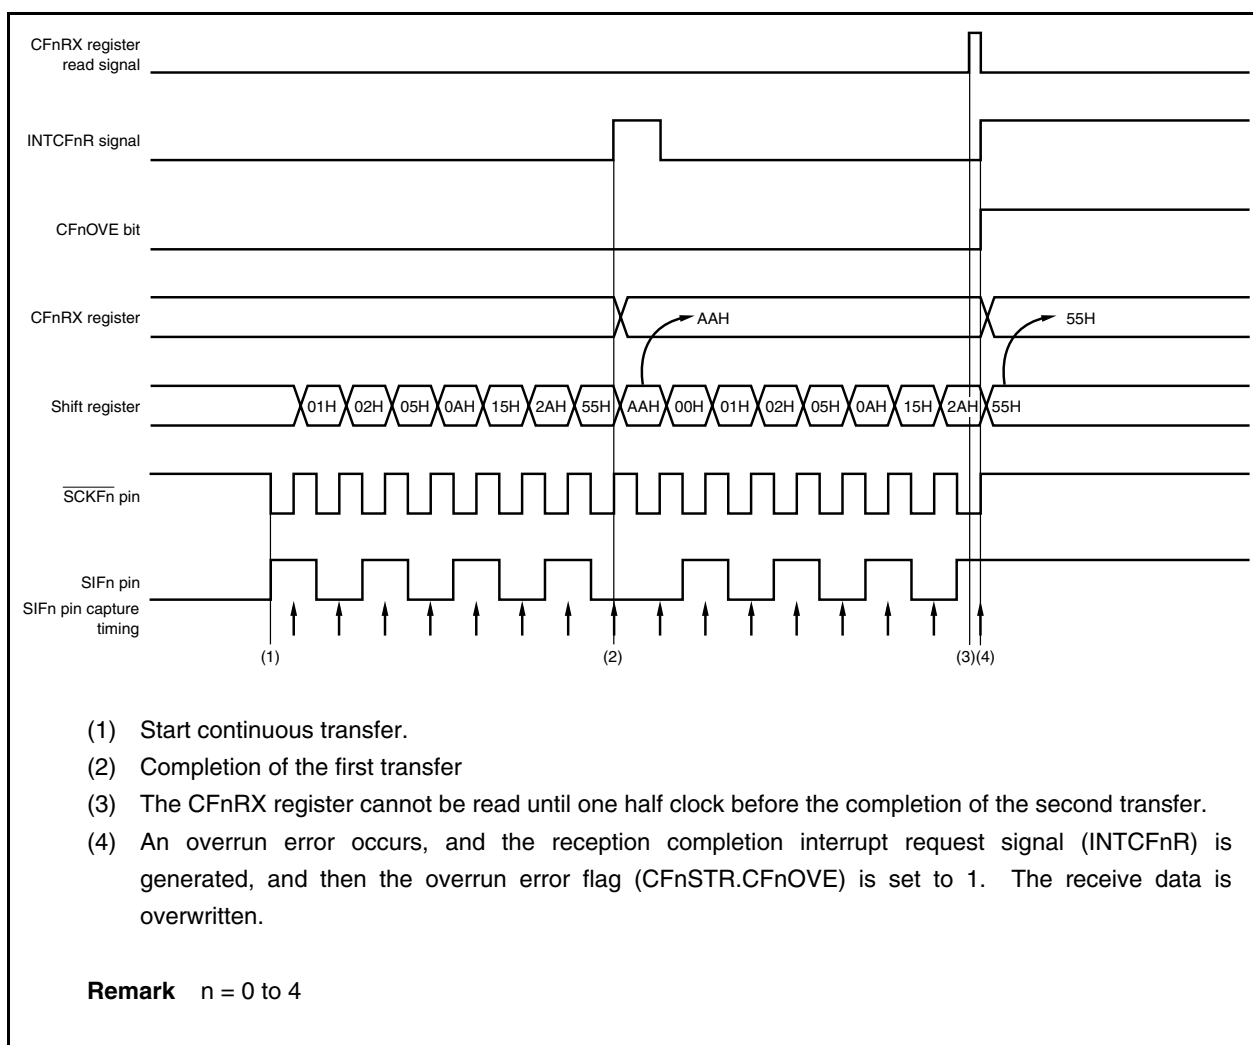 CFnRX register
read signal
INTCFnR signal
CFnOVE bit
CFnRX register
AAH
55H
Shift register
01H 02H 05H 0AH 15H 2AH 55H AAH 00H 01H 02H 05H 0AH 15H 2AH 55H
SCKFn pin
SIFn pin
SIFn pin capture
timing
(1) (2) (3) (4)
(1) Start continuous transfer.
(2) Completion of the first transfer
(3) The CFnRX register cannot be read until one half clock before the completion of the second transfer.
(4) An overrun error occurs, and the reception completion interrupt request signal (INTCFnR) is
generated, and then the overrun error flag (CFnSTR.CFnOVE) is set to 1. The receive data is
overwritten.
Remark n = 0 to 4